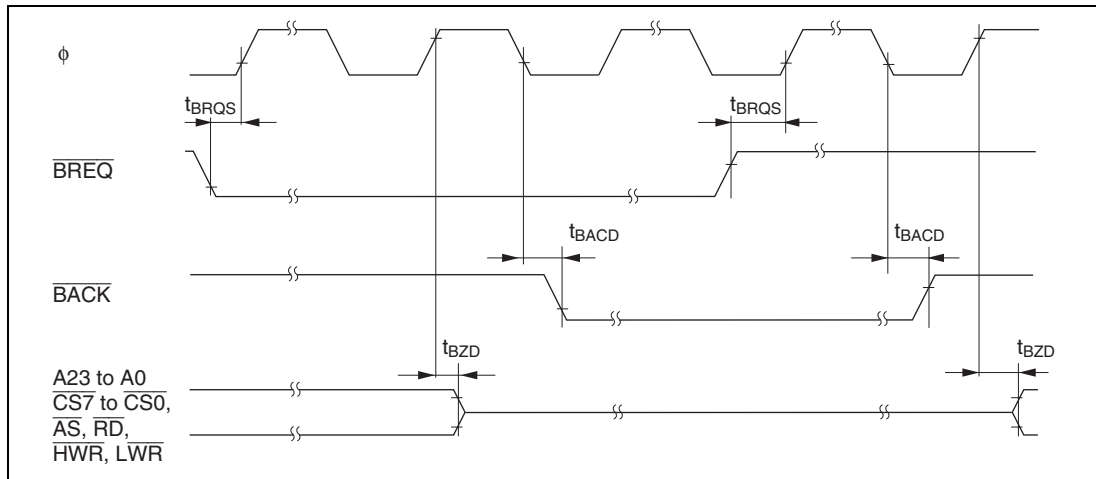 ϕ
tBRQS
tBRQS
BREQ
tBACD
tBACD
BACK
tBZD
tBZD
A23 to A0
CS7 to CS0,
AS, RD,
HWR, LWR